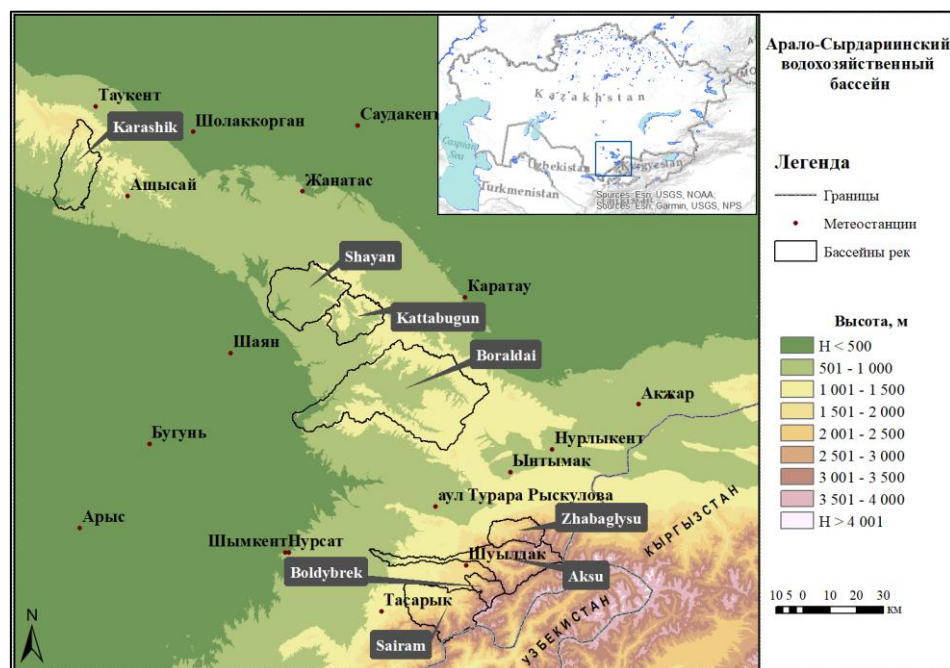 Таукент
Karashik
Шолаккорган
Саудакент
Ащысай
Жанатас
Shayan
Каратау
Kattabugun
Шаян
Boraldai
Акжар
Бугунь
Нурлыкент
Ынтымак
аул Турара Рыскулова
Zhabaglysu
КЫРГЫЗСТАН
Арыс
Шымкент
Нурсат
Шуылдак
Boldybrek
Aksu
Тасарык
Sairam
УЗБЕКИСТАН
N
Kazakhstan
Caspian
Sea
Uzbekistan
Kyrgyzstan
Turkmenistan
Sources: Esri, USGS, NOAA;
Sources: Esri, Garmin, USGS, NPS
Арало-Сырдариинский
водохозяйственный
бассейн
Легенда
Границы
Метеостанции
Бассейны рек
Высота, м
H < 500
501 - 1 000
1 001 - 1 500
1 501 - 2 000
2 001 - 2 500
2 501 - 3 000
3 001 - 3 500
3 501 - 4 000
H > 4 001
10 5 0 10 20 30
км